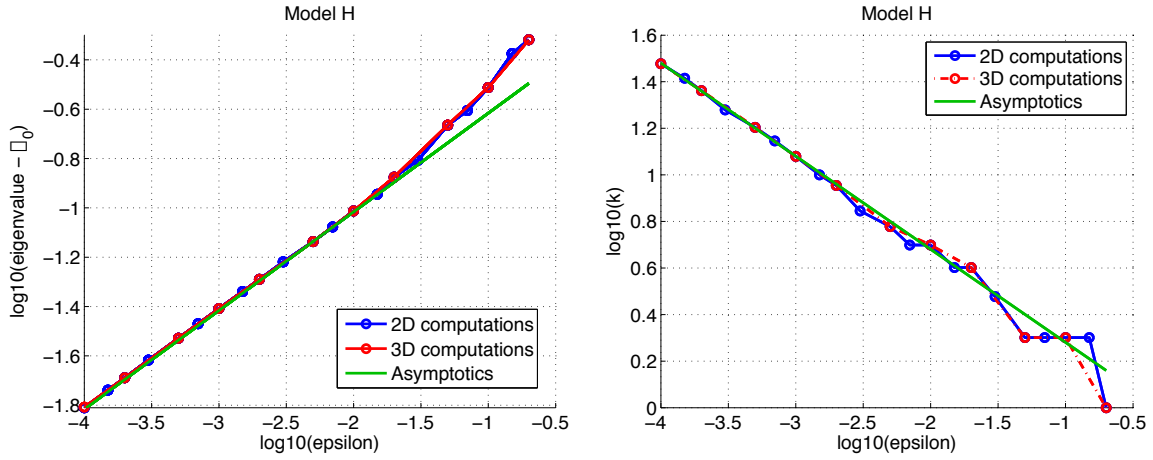 Model H
log10(eigenvalue − □_0)
−0.4
−0.6
−0.8
−1
−1.2
−1.4
−1.6
−1.8
−4 −3.5 −3 −2.5 −2 −1.5 −1 −0.5
log10(epsilon)
2D computations
3D computations
Asymptotics
Model H
log10(k)
1.6
1.4
1.2
1
0.8
0.6
0.4
0.2
0
−4 −3.5 −3 −2.5 −2 −1.5 −1 −0.5
log10(epsilon)
2D computations
3D computations
Asymptotics